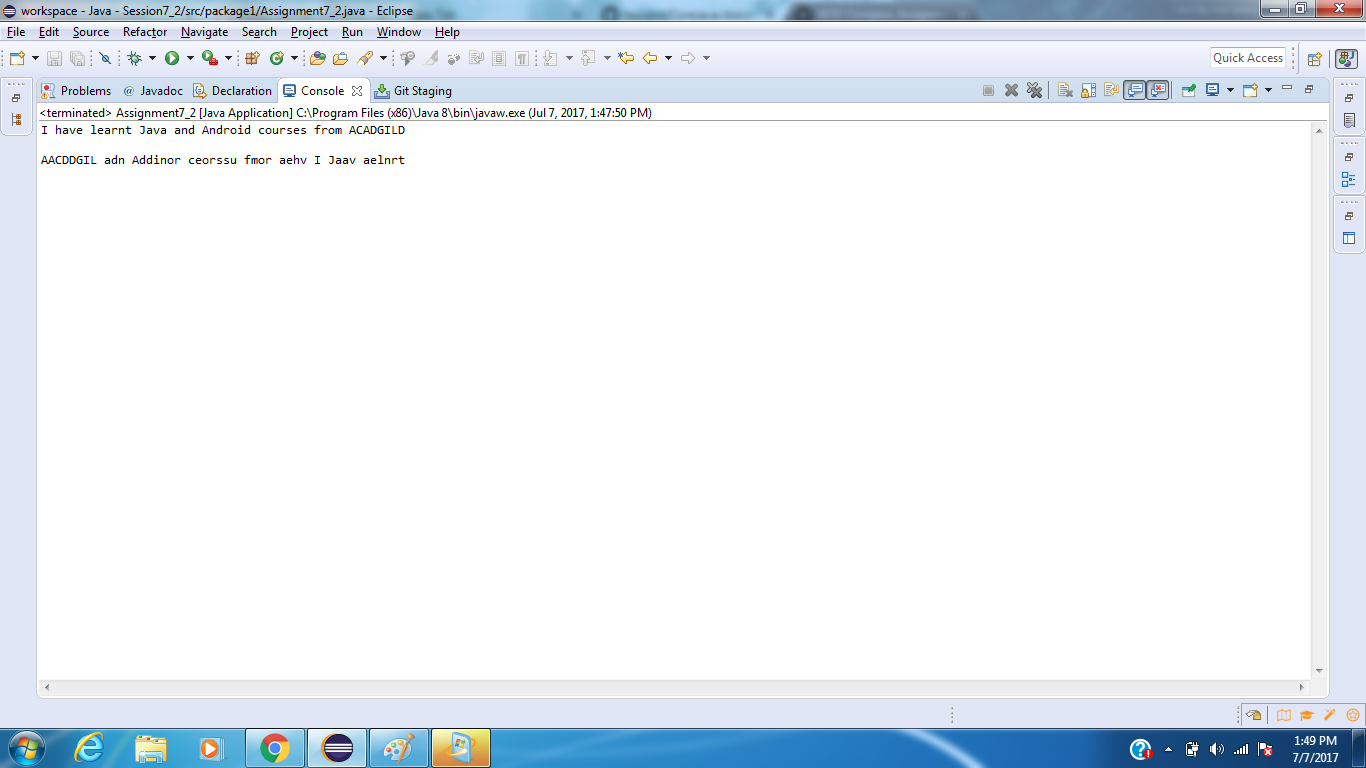 workspace - Java - Session7_2/src/package1/Assignment7_2.java - Eclipse
File Edit Source Refactor Navigate Search Project Run Window Help
Quick Access
Problems @ Javadoc Declaration Console Git Staging
<terminated> Assignment7_2 [Java Application] C:\Program Files (x86)\Java 8\bin\javaw.exe (Jul 7, 2017, 1:47:50 PM)
I have learnt Java and Android courses from ACADGILD
AACDDGIL adn Addinor ceorssu fmor aehv I Jaav aelnrt
1:49 PM
7/7/2017